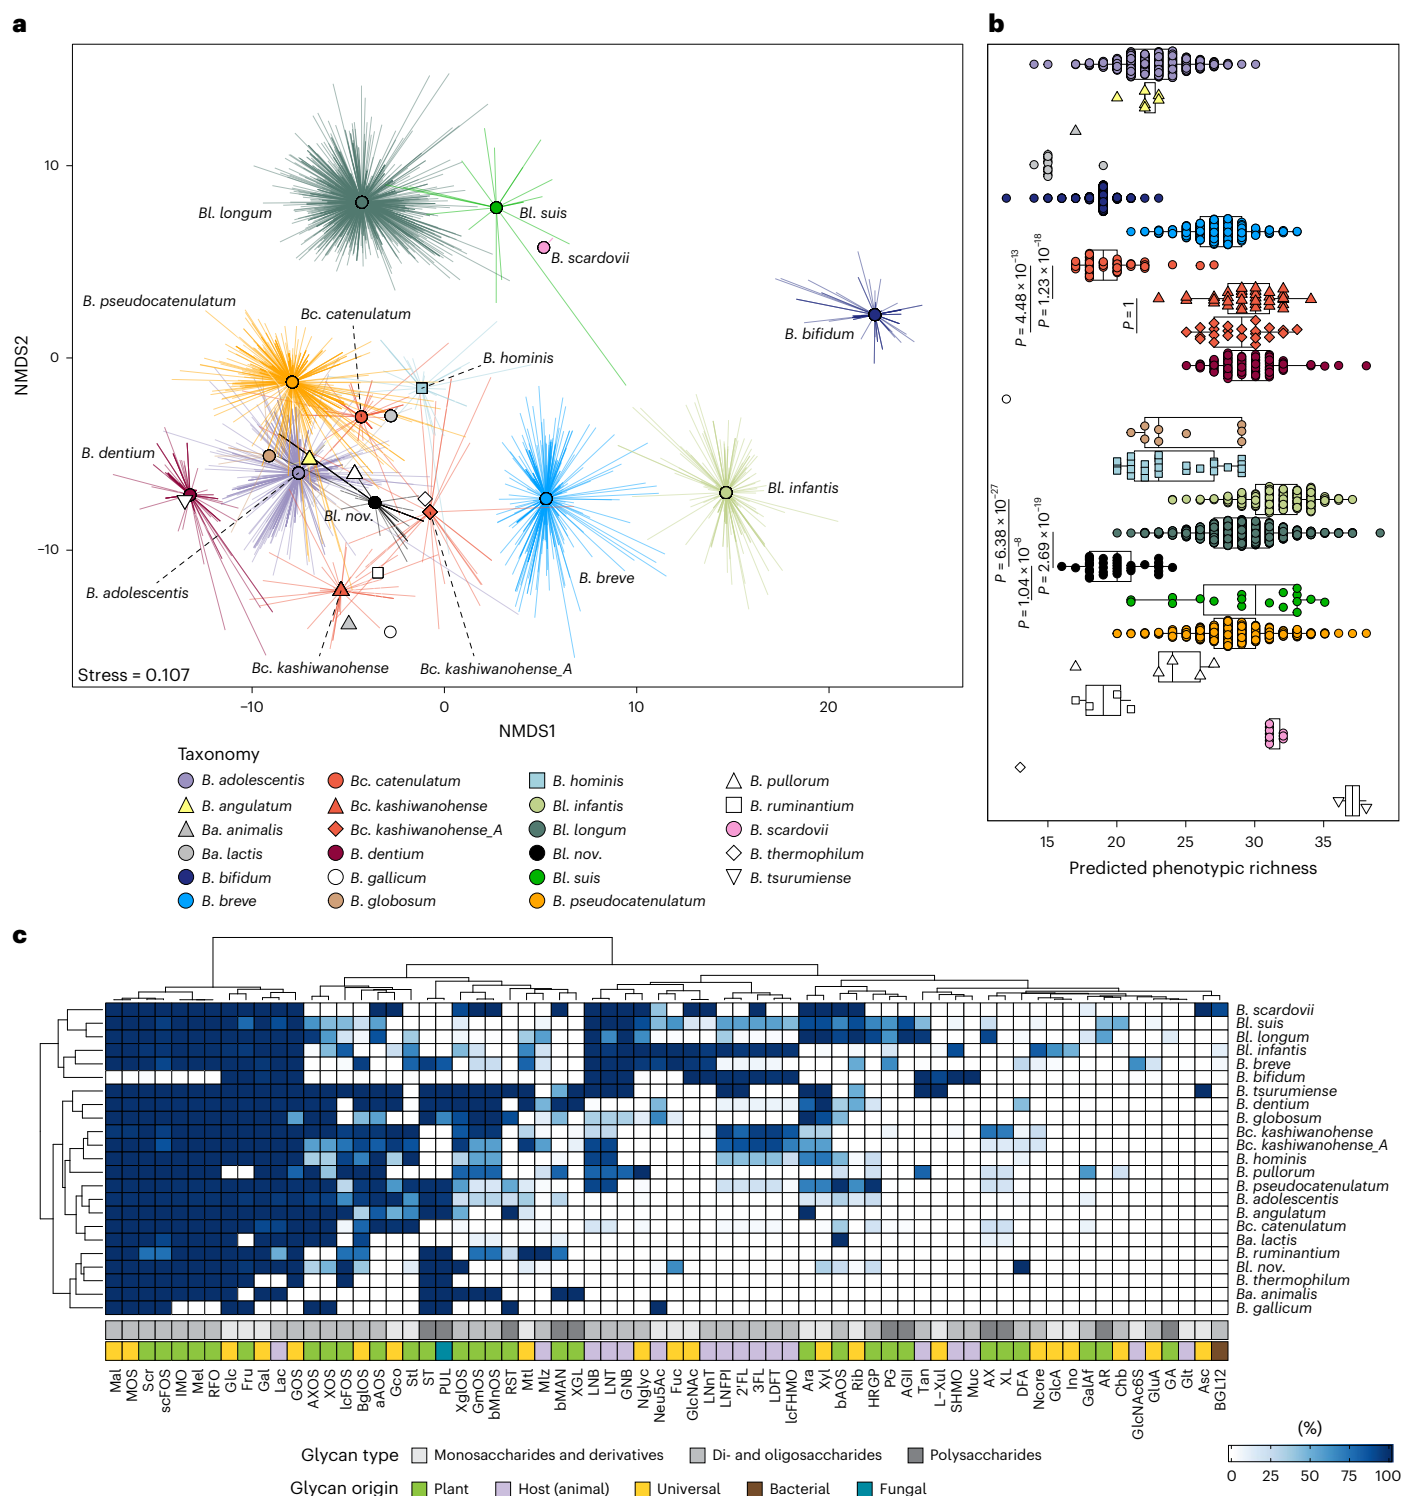 a
b
10
0
−10
NMDS2
Bl. longum
Bl. suis
B. scardovii
B. pseudocatenulatum
Bc. catenulatum
B. bifidum
B. hominis
B. dentium
Bl. infantis
Bl. nov.
B. breve
B. adolescentis
Bc. kashiwanohense
Bc. kashiwanohense_A
Stress = 0.107
−10
0
10
20
NMDS1
P = 4.48 × 10−13
P = 1.23 × 10−18
P = 1
P = 6.38 × 10−27
P = 1.04 × 10−8
P = 2.69 × 10−19
15
20
25
30
35
Predicted phenotypic richness
Taxonomy
B. adolescentis
B. angulatum
Ba. animalis
Ba. lactis
B. bifidum
B. breve
Bc. catenulatum
Bc. kashiwanohense
Bc. kashiwanohense_A
B. dentium
B. gallicum
B. globosum
B. hominis
Bl. infantis
Bl. longum
Bl. nov.
Bl. suis
B. pseudocatenulatum
B. pullorum
B. ruminantium
B. scardovii
B. thermophilum
B. tsurumiense
c
B. scardovii
Bl. suis
Bl. longum
Bl. infantis
B. breve
B. bifidum
B. tsurumiense
B. dentium
B. globosum
Bc. kashiwanohense
Bc. kashiwanohense_A
B. hominis
B. pullorum
B. pseudocatenulatum
B. adolescentis
B. angulatum
Bc. catenulatum
Ba. lactis
B. ruminantium
Bl. nov.
B. thermophilum
Ba. animalis
B. gallicum
Mal
MOS
Scr
scFOS
IMO
Mel
RFO
Glc
Fru
Gal
Lac
GOS
AXOS
XOS
lcFOS
BglOS
aAOS
Gco
Stl
ST
PUL
XglOS
GmOS
bMnOS
RST
Mtl
Mlz
bMAN
XGL
LNB
LNT
GNB
Nglyc
Neu5Ac
Fuc
GlcNAc
LNnT
LNFPI
2'FL
3FL
LDFT
lcFHMO
Ara
Xyl
bAOS
Rib
HRGP
PG
AGII
Tan
L−Xul
SHMO
Muc
AX
XL
DFA
Ncore
GlcA
Ino
GalAf
AR
Chb
GlcNAc6S
GluA
GA
Glt
Asc
BGL12
Glycan type
Monosaccharides and derivatives
Di- and oligosaccharides
Polysaccharides
Glycan origin
Plant
Host (animal)
Universal
Bacterial
Fungal
(%)
0
25
50
75
100